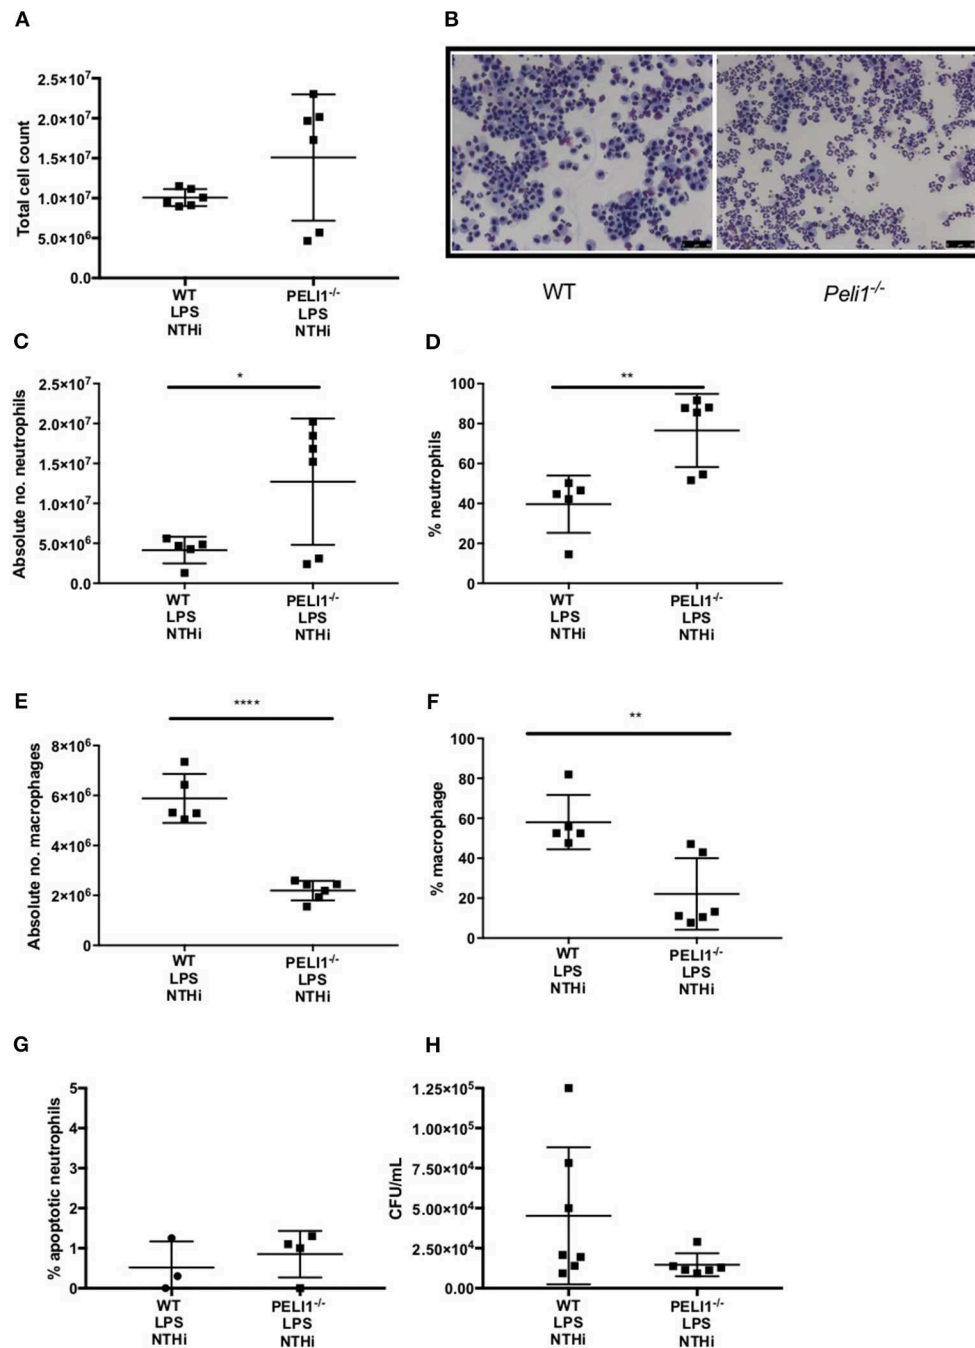 A
B
Total cell count
2.5×10⁷
2.0×10⁷
1.5×10⁷
1.0×10⁷
5.0×10⁶
0.0
WT
LPS
NTHi
PELI1⁻/⁻
LPS
NTHi
WT
Peli1⁻/⁻
C
D
Absolute no. neutrophils
2.5×10⁷
2.0×10⁷
1.5×10⁷
1.0×10⁷
5.0×10⁶
0.0
*
WT
LPS
NTHi
PELI1⁻/⁻
LPS
NTHi
% neutrophils
100
80
60
40
20
0
**
WT
LPS
NTHi
PELI1⁻/⁻
LPS
NTHi
E
F
Absolute no. macrophages
8×10⁶
6×10⁶
4×10⁶
2×10⁶
0
****
WT
LPS
NTHi
PELI1⁻/⁻
LPS
NTHi
% macrophage
100
80
60
40
20
0
**
WT
LPS
NTHi
PELI1⁻/⁻
LPS
NTHi
G
H
% apoptotic neutrophils
5
4
3
2
1
0
WT
LPS
NTHi
PELI1⁻/⁻
LPS
NTHi
CFU/mL
1.25×10⁵
1.00×10⁵
7.50×10⁴
5.00×10⁴
2.50×10⁴
0.00
WT
LPS
NTHi
PELI1⁻/⁻
LPS
NTHi